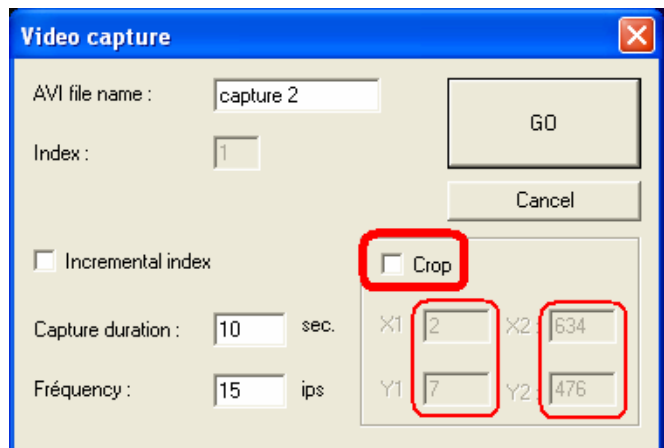 Video capture
AVI file name : capture 2
GO
Index : 1
Cancel
Incremental index
Crop
Capture duration : 10 sec.
X1 2 X2 : 634
Fréquency : 15 ips
Y1 7 Y2 : 476